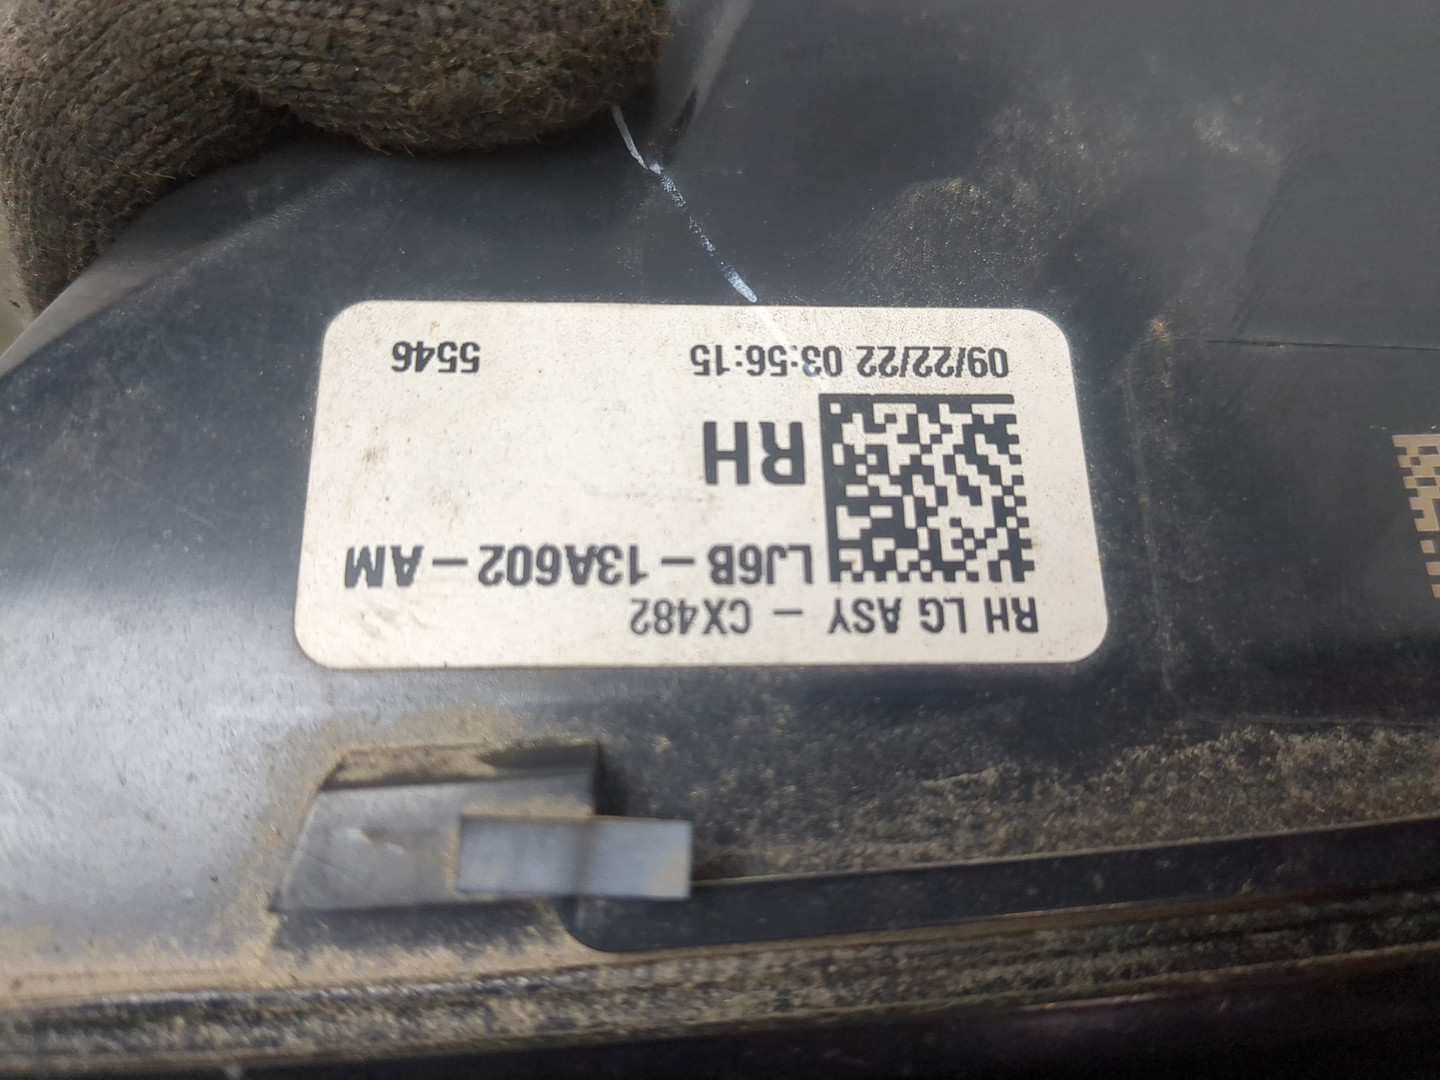 RH LG ASY - CX482
LJ6B - 13A602 - AM
RH
09/22/22 03:56:15 5546